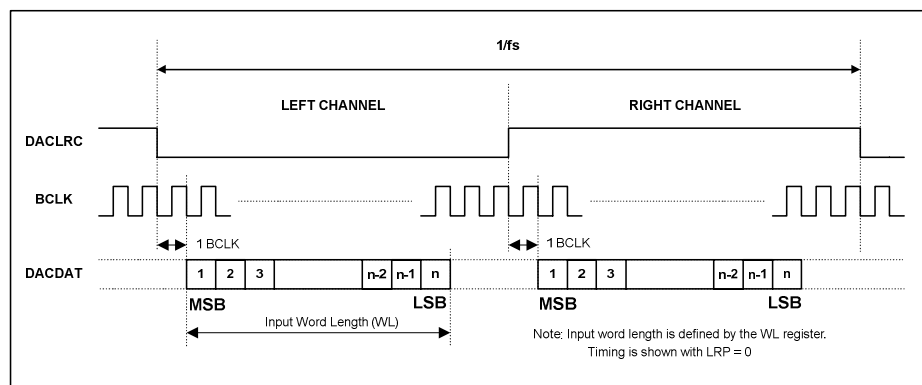 1/fs
LEFT CHANNEL RIGHT CHANNEL
DACLRC
BCLK
1 BCLK 1 BCLK
DACDAT
1 2 3 n-2 n-1 n 1 2 3 n-2 n-1 n
MSB LSB MSB LSB
Input Word Length (WL)
Note: Input word length is defined by the WL register.
Timing is shown with LRP = 0